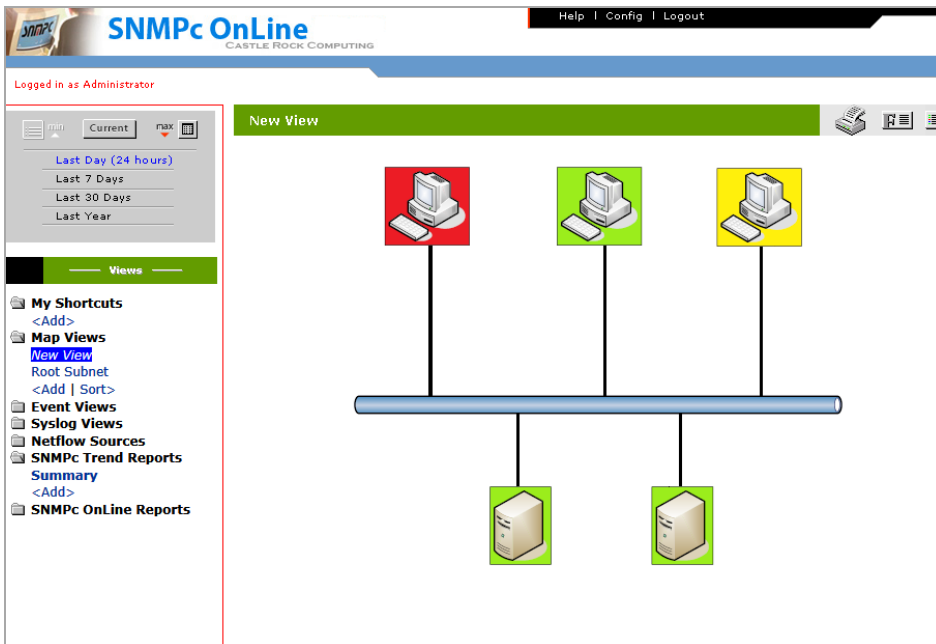 snmpc
SNMPc OnLine
CASTLE ROCK COMPUTING
Help | Config | Logout
Logged in as Administrator
min Current max
Last Day (24 hours)
Last 7 Days
Last 30 Days
Last Year
New View
Views
My Shortcuts
<Add>
Map Views
New View
Root Subnet
<Add | Sort>
Event Views
Syslog Views
Netflow Sources
SNMPc Trend Reports
Summary
<Add>
SNMPc OnLine Reports